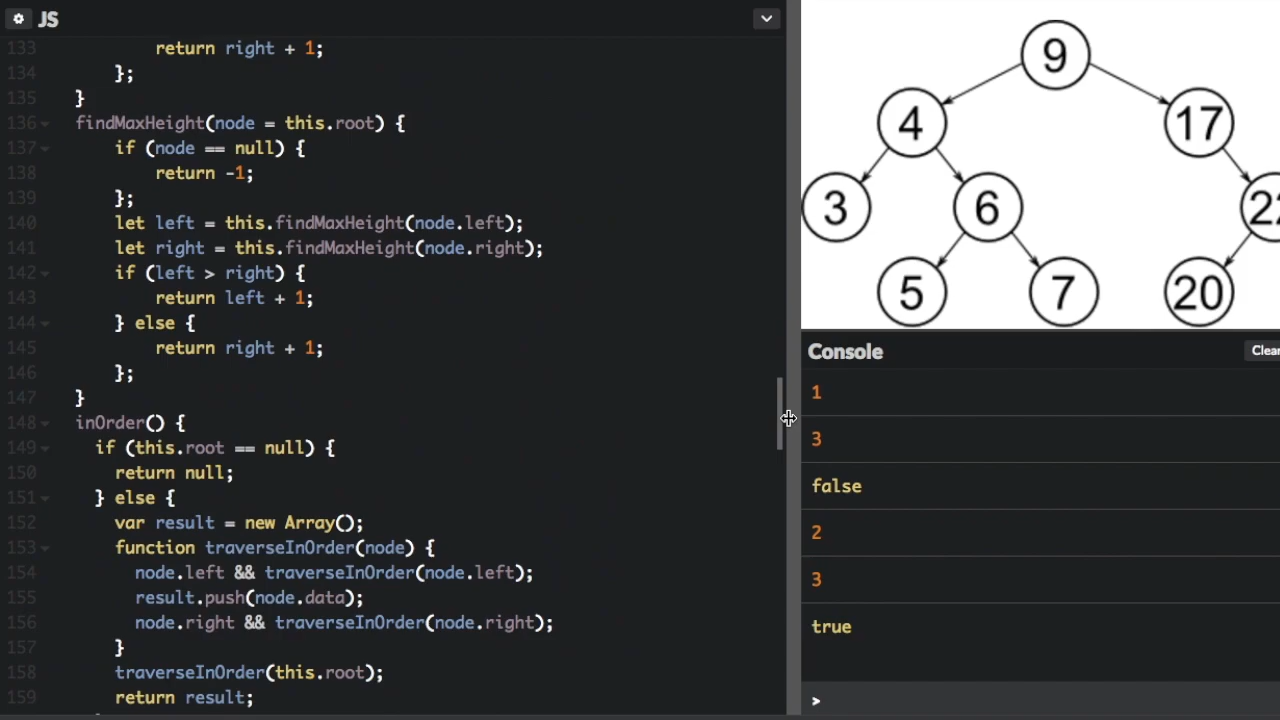 JS
133 return right + 1;
134 };
135 }
136 findMaxHeight(node = this.root) {
137 if (node == null) {
138 return -1;
139 };
140 let left = this.findMaxHeight(node.left);
141 let right = this.findMaxHeight(node.right);
142 if (left > right) {
143 return left + 1;
144 } else {
145 return right + 1;
146 };
147 }
148 inOrder() {
149 if (this.root == null) {
150 return null;
151 } else {
152 var result = new Array();
153 function traverseInOrder(node) {
154 node.left && traverseInOrder(node.left);
155 result.push(node.data);
156 node.right && traverseInOrder(node.right);
157 }
158 traverseInOrder(this.root);
159 return result;
9
4 17
3 6 22
5 7 20
Console Clear
1
3
false
2
3
true
>